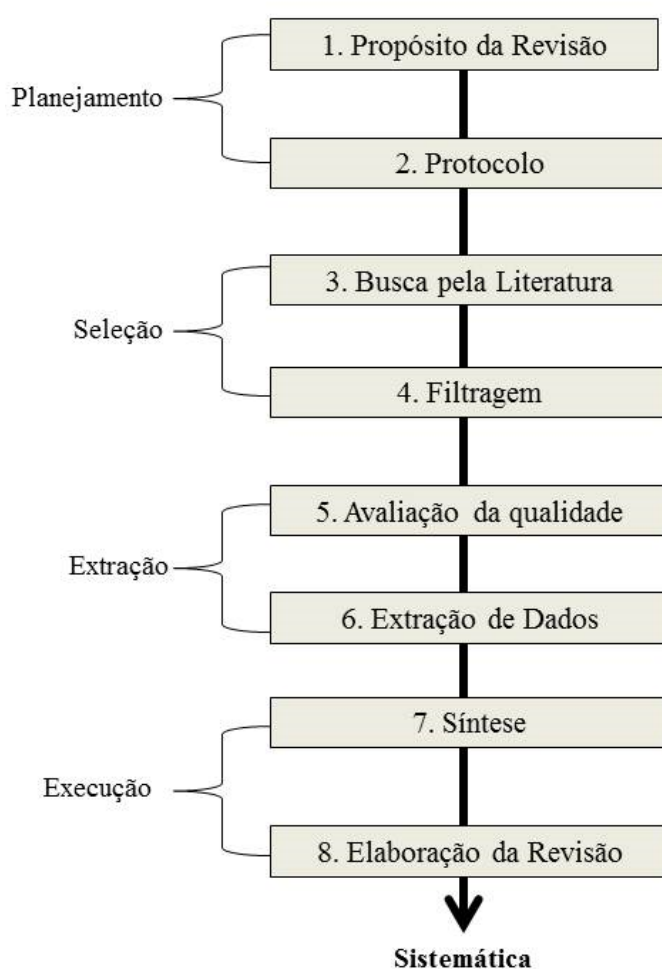 1. Propósito da Revisão
Planejamento
2. Protocolo
3. Busca pela Literatura
Seleção
4. Filtragem
5. Avaliação da qualidade
Extração
6. Extração de Dados
7. Síntese
Execução
8. Elaboração da Revisão
Sistemática